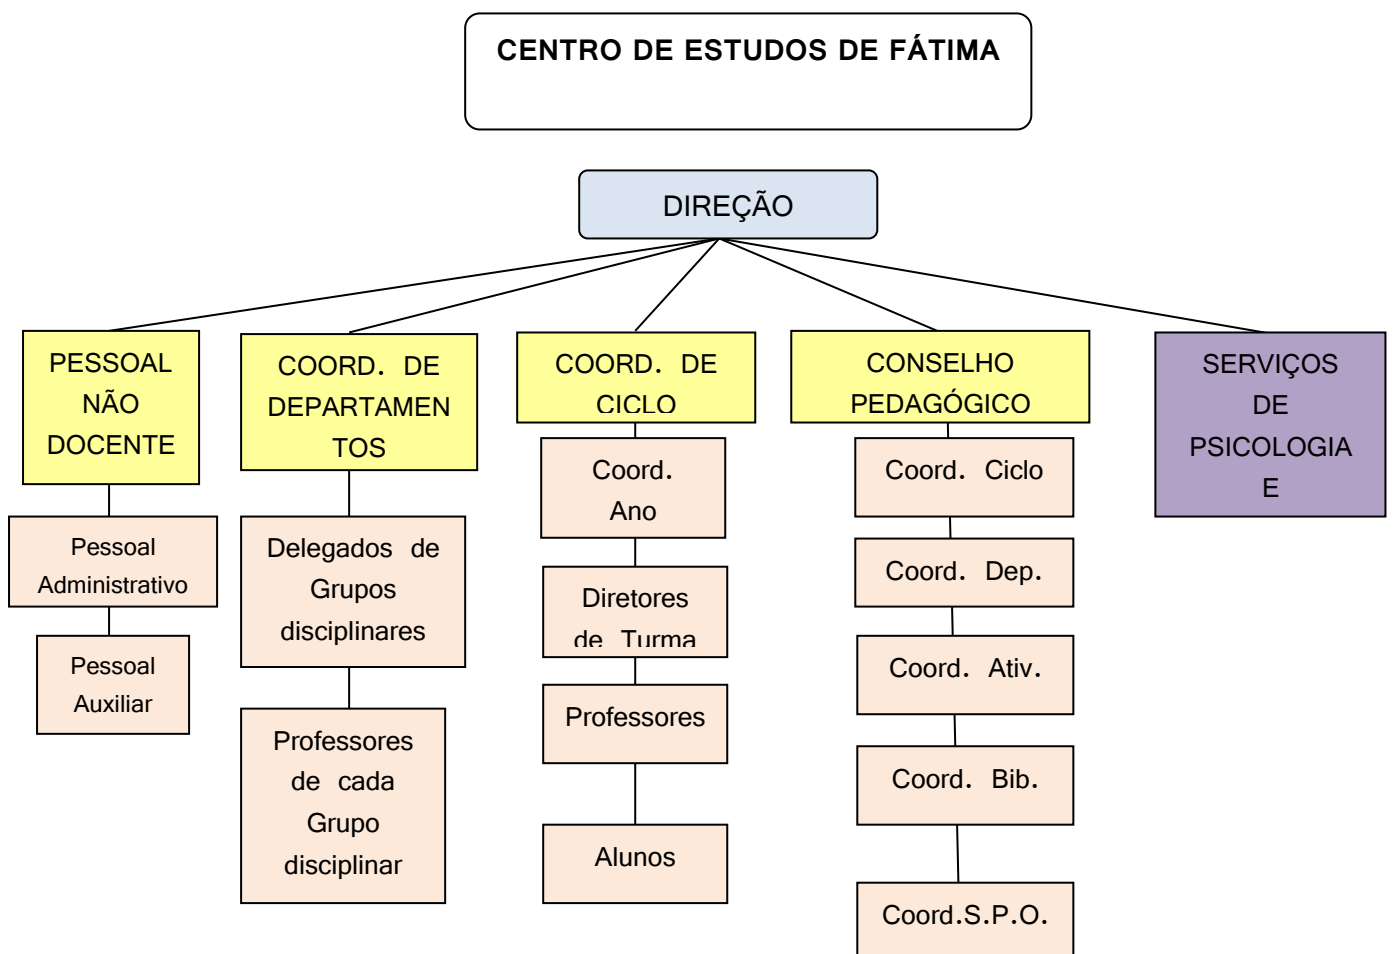 CENTRO DE ESTUDOS DE FÁTIMA
DIREÇÃO
PESSOAL
NÃO
DOCENTE
Pessoal
Administrativo
Pessoal
Auxiliar
COORD. DE
DEPARTAMEN
TOS
Delegados de
Grupos
disciplinares
Professores
de cada
Grupo
disciplinar
COORD. DE
CICLO
Coord.
Ano
Diretores
de Turma
Professores
Alunos
CONSELHO
PEDAGÓGICO
Coord. Ciclo
Coord. Dep.
Coord. Ativ.
Coord. Bib.
Coord.S.P.O.
SERVIÇOS
DE
PSICOLOGIA
E